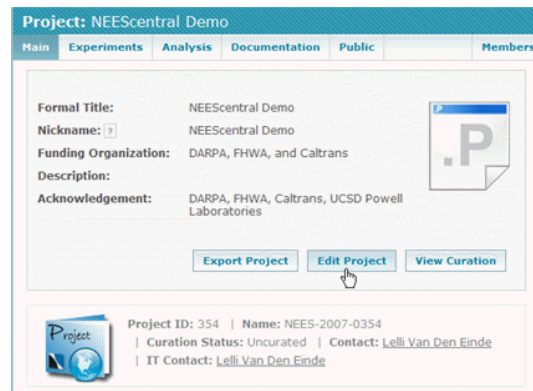 Project: NEEScentral Demo
Main Experiments Analysis Documentation Public Members
Formal Title: NEEScentral Demo
Nickname: ? NEEScentral Demo
Funding Organization: DARPA, FHWA, and Caltrans
Description:
Acknowledgement: DARPA, FHWA, Caltrans, UCSD Powell
Laboratories
P
.P
Export Project Edit Project View Curation
Project
Project ID: 354 | Name: NEES-2007-0354
| Curation Status: Uncurated | Contact: Lelli Van Den Einde
| IT Contact: Lelli Van Den Einde